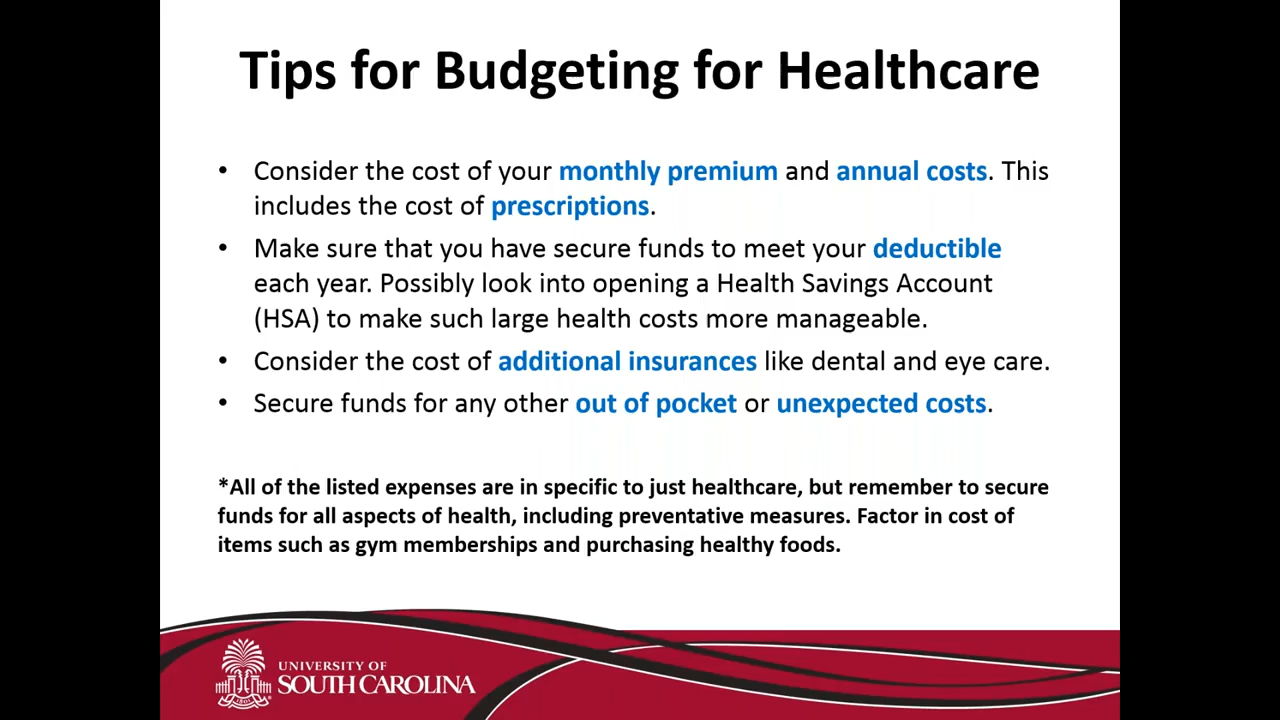 Tips for Budgeting for Healthcare
• Consider the cost of your monthly premium and annual costs. This
includes the cost of prescriptions.
• Make sure that you have secure funds to meet your deductible
each year. Possibly look into opening a Health Savings Account
(HSA) to make such large health costs more manageable.
• Consider the cost of additional insurances like dental and eye care.
• Secure funds for any other out of pocket or unexpected costs.
*All of the listed expenses are in specific to just healthcare, but remember to secure
funds for all aspects of health, including preventative measures. Factor in cost of
items such as gym memberships and purchasing healthy foods.
UNIVERSITY OF
SOUTH CAROLINA
1801